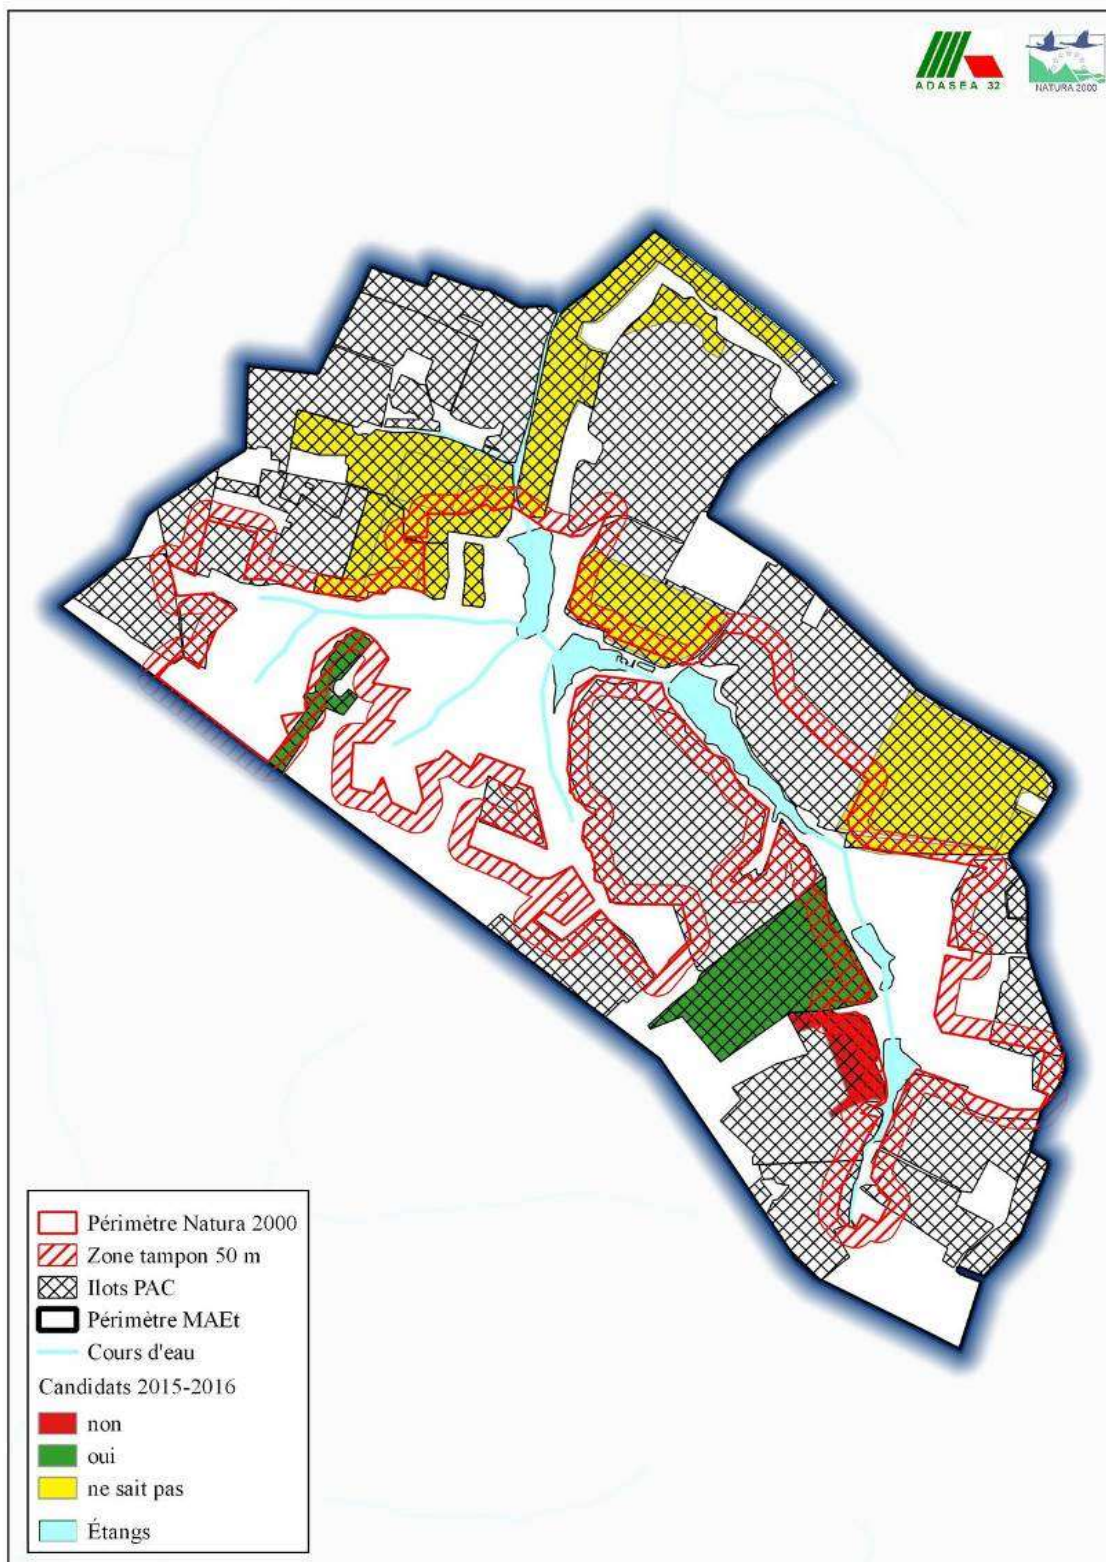 ADASEA 32
NATURA 2000
Périmètre Natura 2000
Zone tampon 50 m
Ilots PAC
Périmètre MAEt
Cours d'eau
Candidats 2015-2016
non
oui
ne sait pas
Étangs